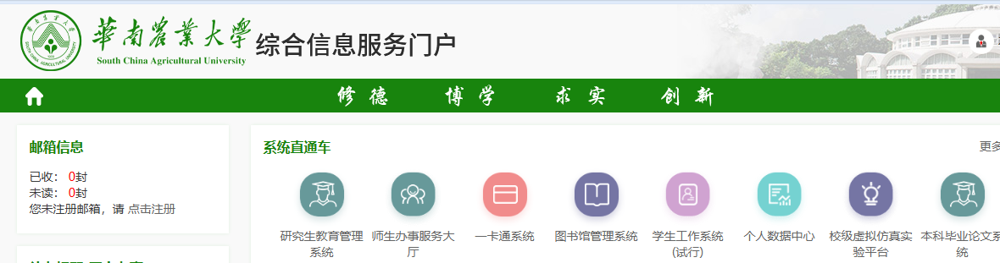 華南農業大學
South China Agricultural University
综合信息服务门户
修德 博学 求实 创新
邮箱信息
已收： 0封
未读： 0封
您未注册邮箱，请 点击注册
系统直通车
更多
研究生教育管理
系统
师生办事服务大
厅
一卡通系统
图书馆管理系统
学生工作系统
(试行)
个人数据中心
校级虚拟仿真实
验平台
本科毕业论文系
统